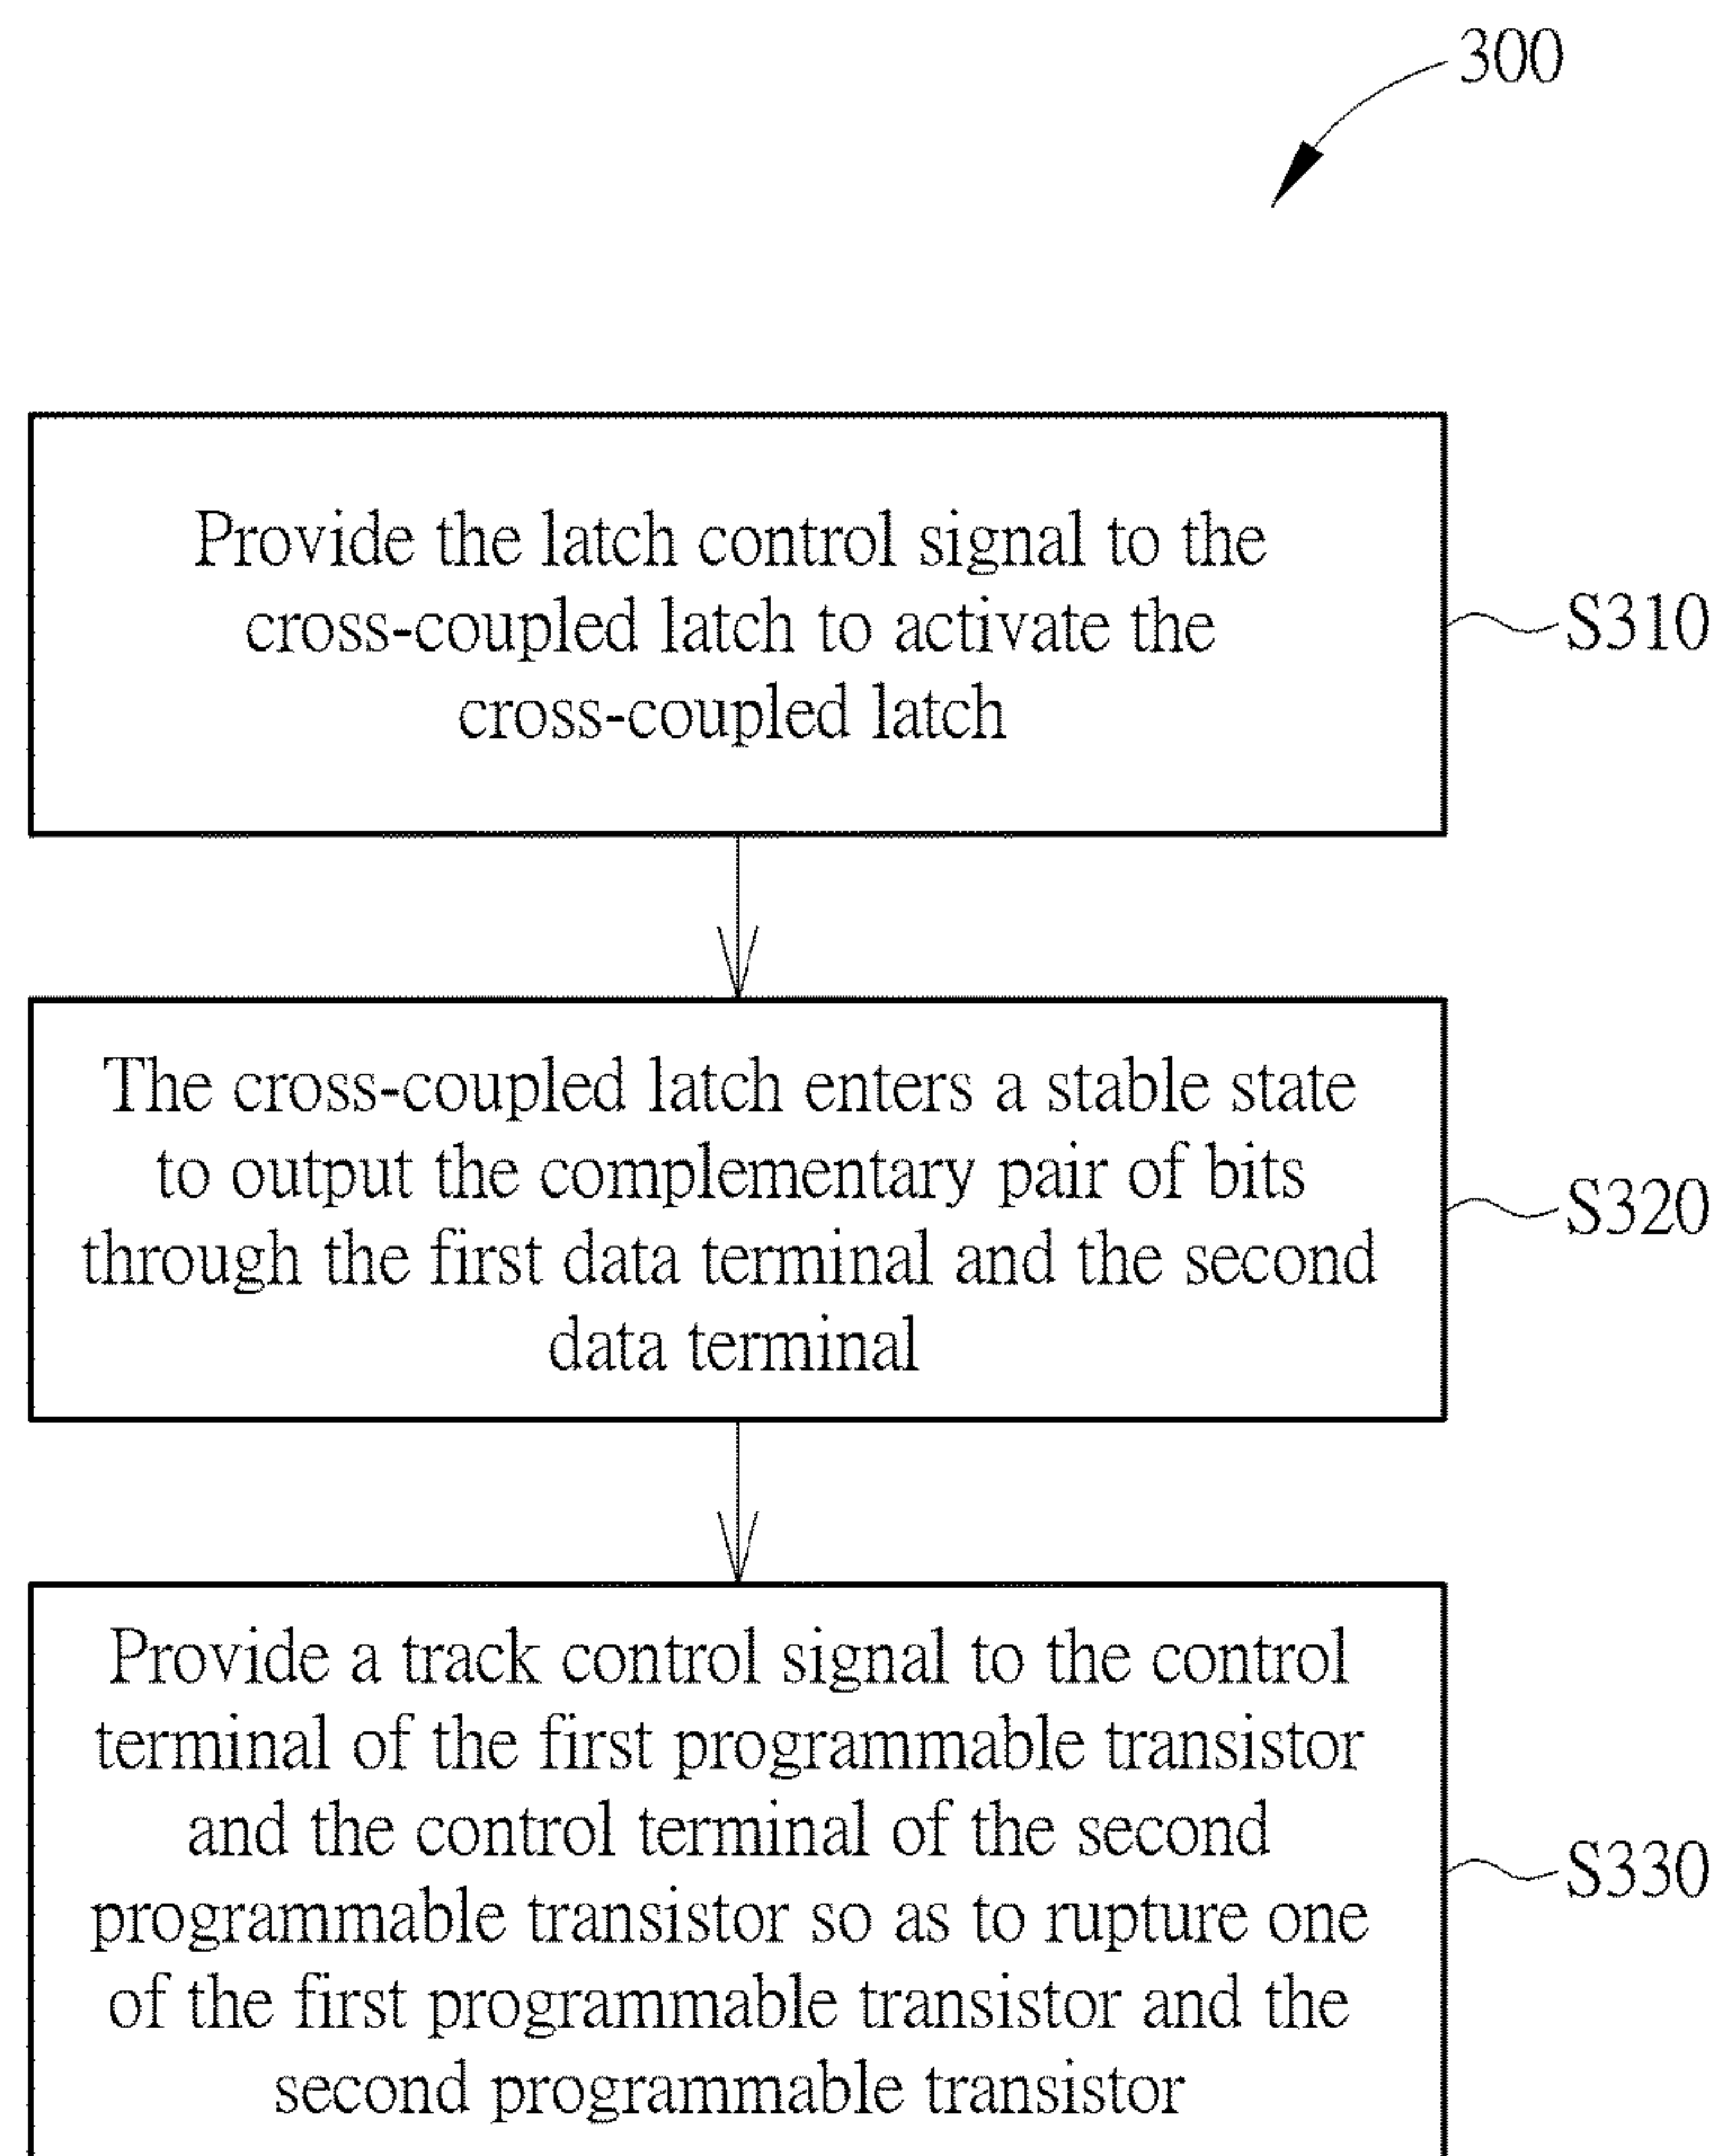 300
Provide the latch control signal to the
cross-coupled latch to activate the
cross-coupled latch
S310
The cross-coupled latch enters a stable state
to output the complementary pair of bits
through the first data terminal and the second
data terminal
S320
Provide a track control signal to the control
terminal of the first programmable transistor
and the control terminal of the second
programmable transistor so as to rupture one
of the first programmable transistor and the
second programmable transistor
S330